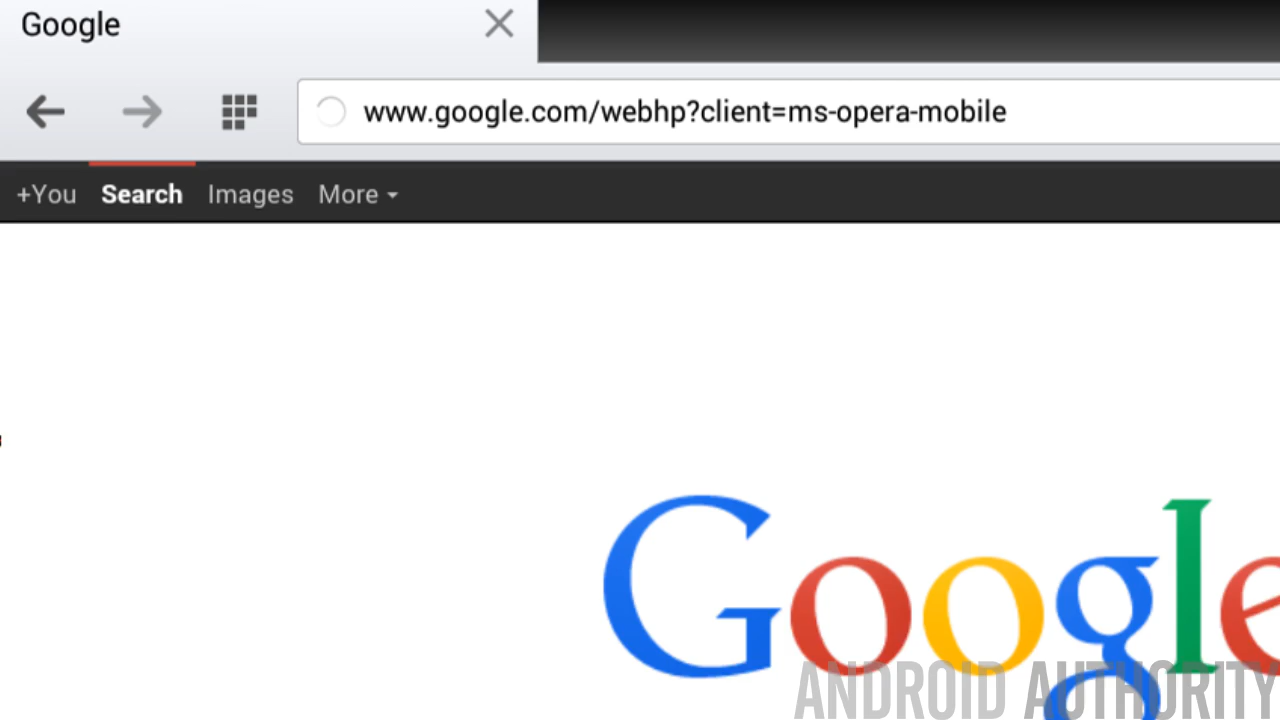 Google
www.google.com/webhp?client=ms-opera-mobile
+You Search Images More
Google
ANDROID AUTHORITY